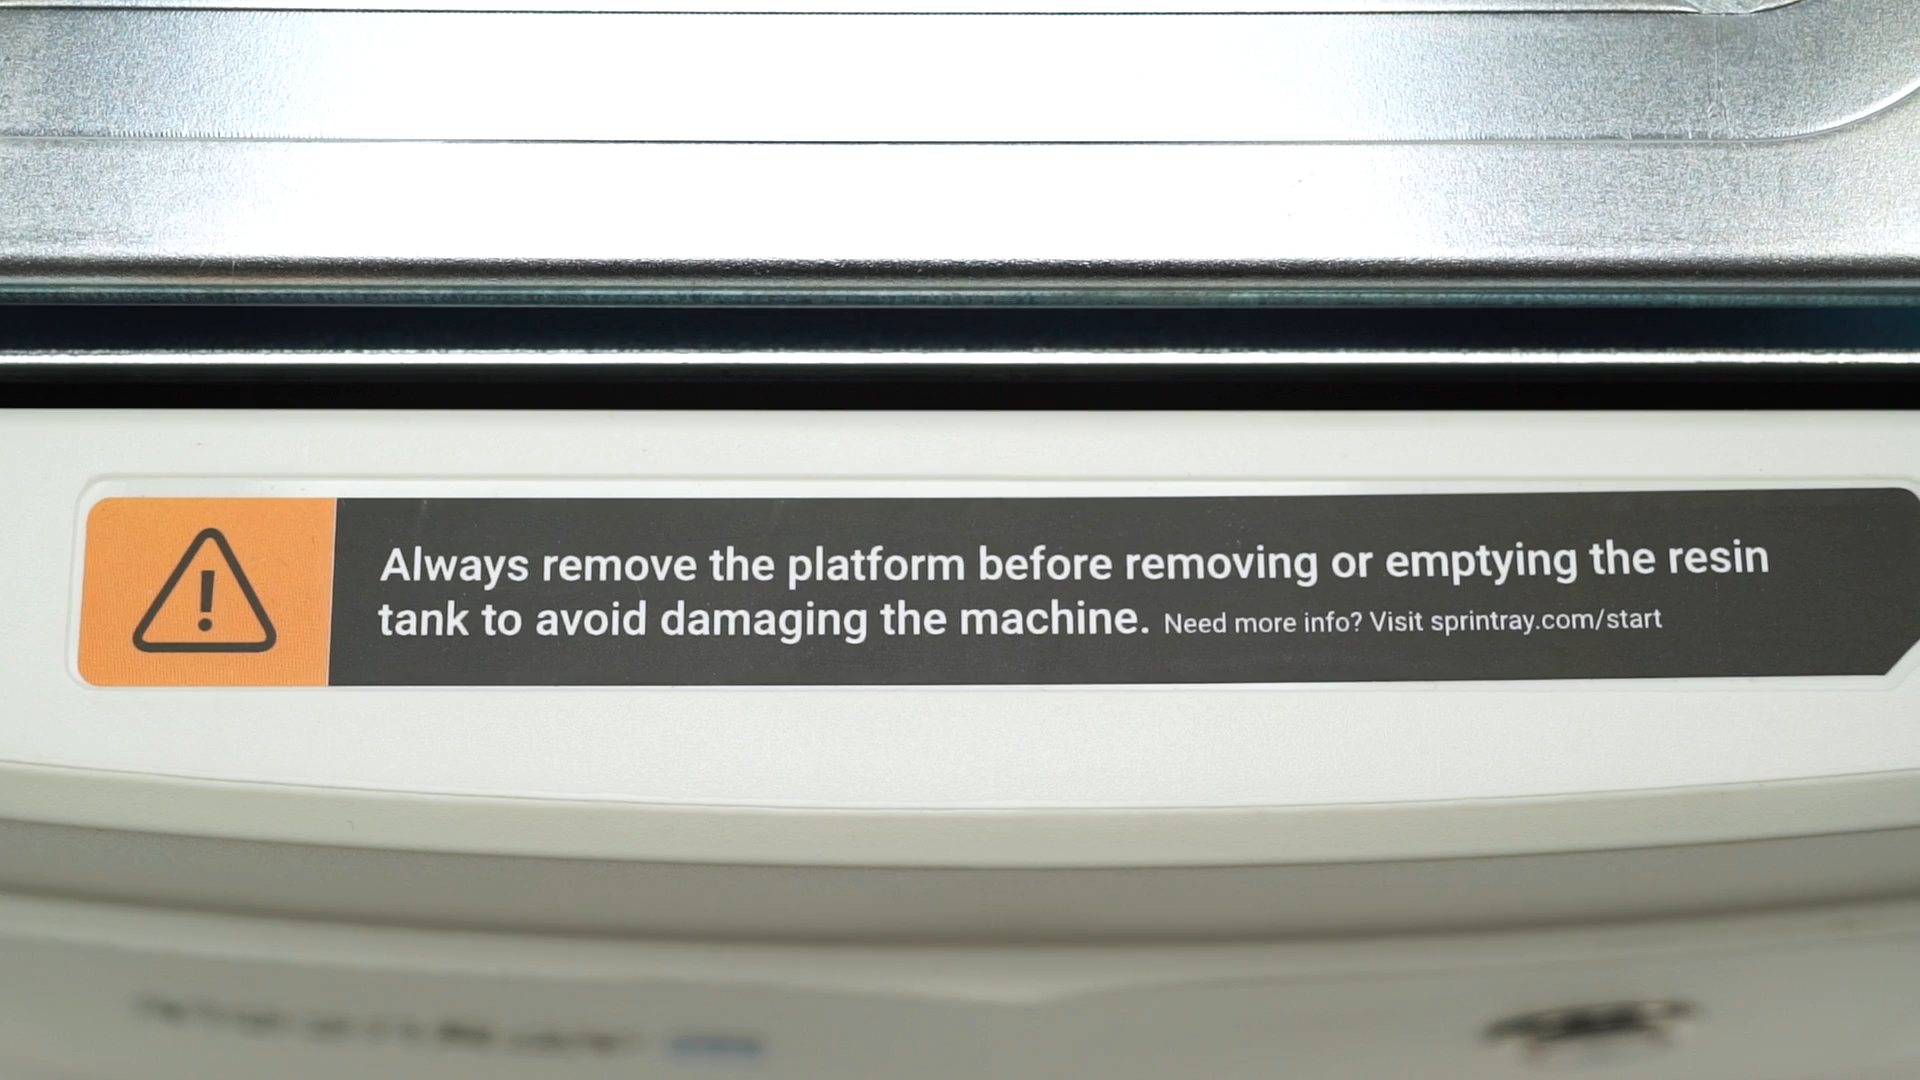 Always remove the platform before removing or emptying the resin
tank to avoid damaging the machine. Need more info? Visit sprintray.com/start